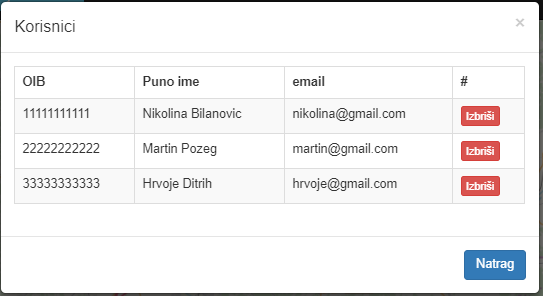 Korisnici ×
OIB Puno ime email #
11111111111 Nikolina Bilanovic nikolina@gmail.com Izbriši
22222222222 Martin Pozeg martin@gmail.com Izbriši
33333333333 Hrvoje Ditrih hrvoje@gmail.com Izbriši
Natrag